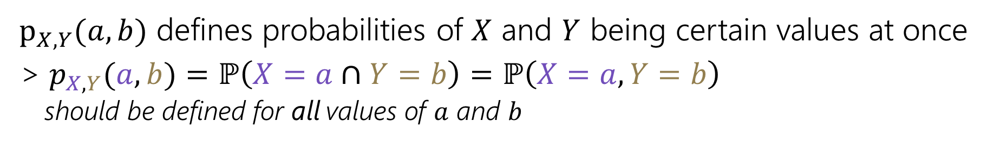 p_{X,Y}(a, b) defines probabilities of X and Y being certain values at once
> p_{X,Y}(a, b) = ℙ(X = a ∩ Y = b) = ℙ(X = a, Y = b)
should be defined for all values of a and b